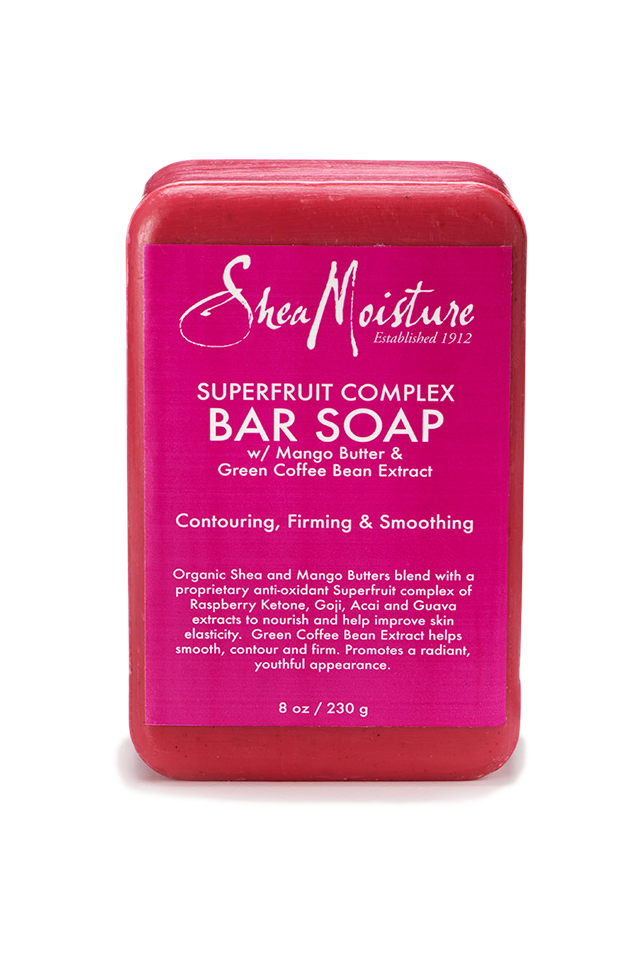 Shea Moisture
Established 1912
SUPERFRUIT COMPLEX
BAR SOAP
w/ Mango Butter &
Green Coffee Bean Extract
Contouring, Firming & Smoothing
Organic Shea and Mango Butters blend with a
proprietary anti-oxidant Superfruit complex of
Raspberry Ketone, Goji, Acai and Guava
extracts to nourish and help improve skin
elasticity.  Green Coffee Bean Extract helps
smooth, contour and firm. Promotes a radiant,
youthful appearance.
8 oz / 230 g